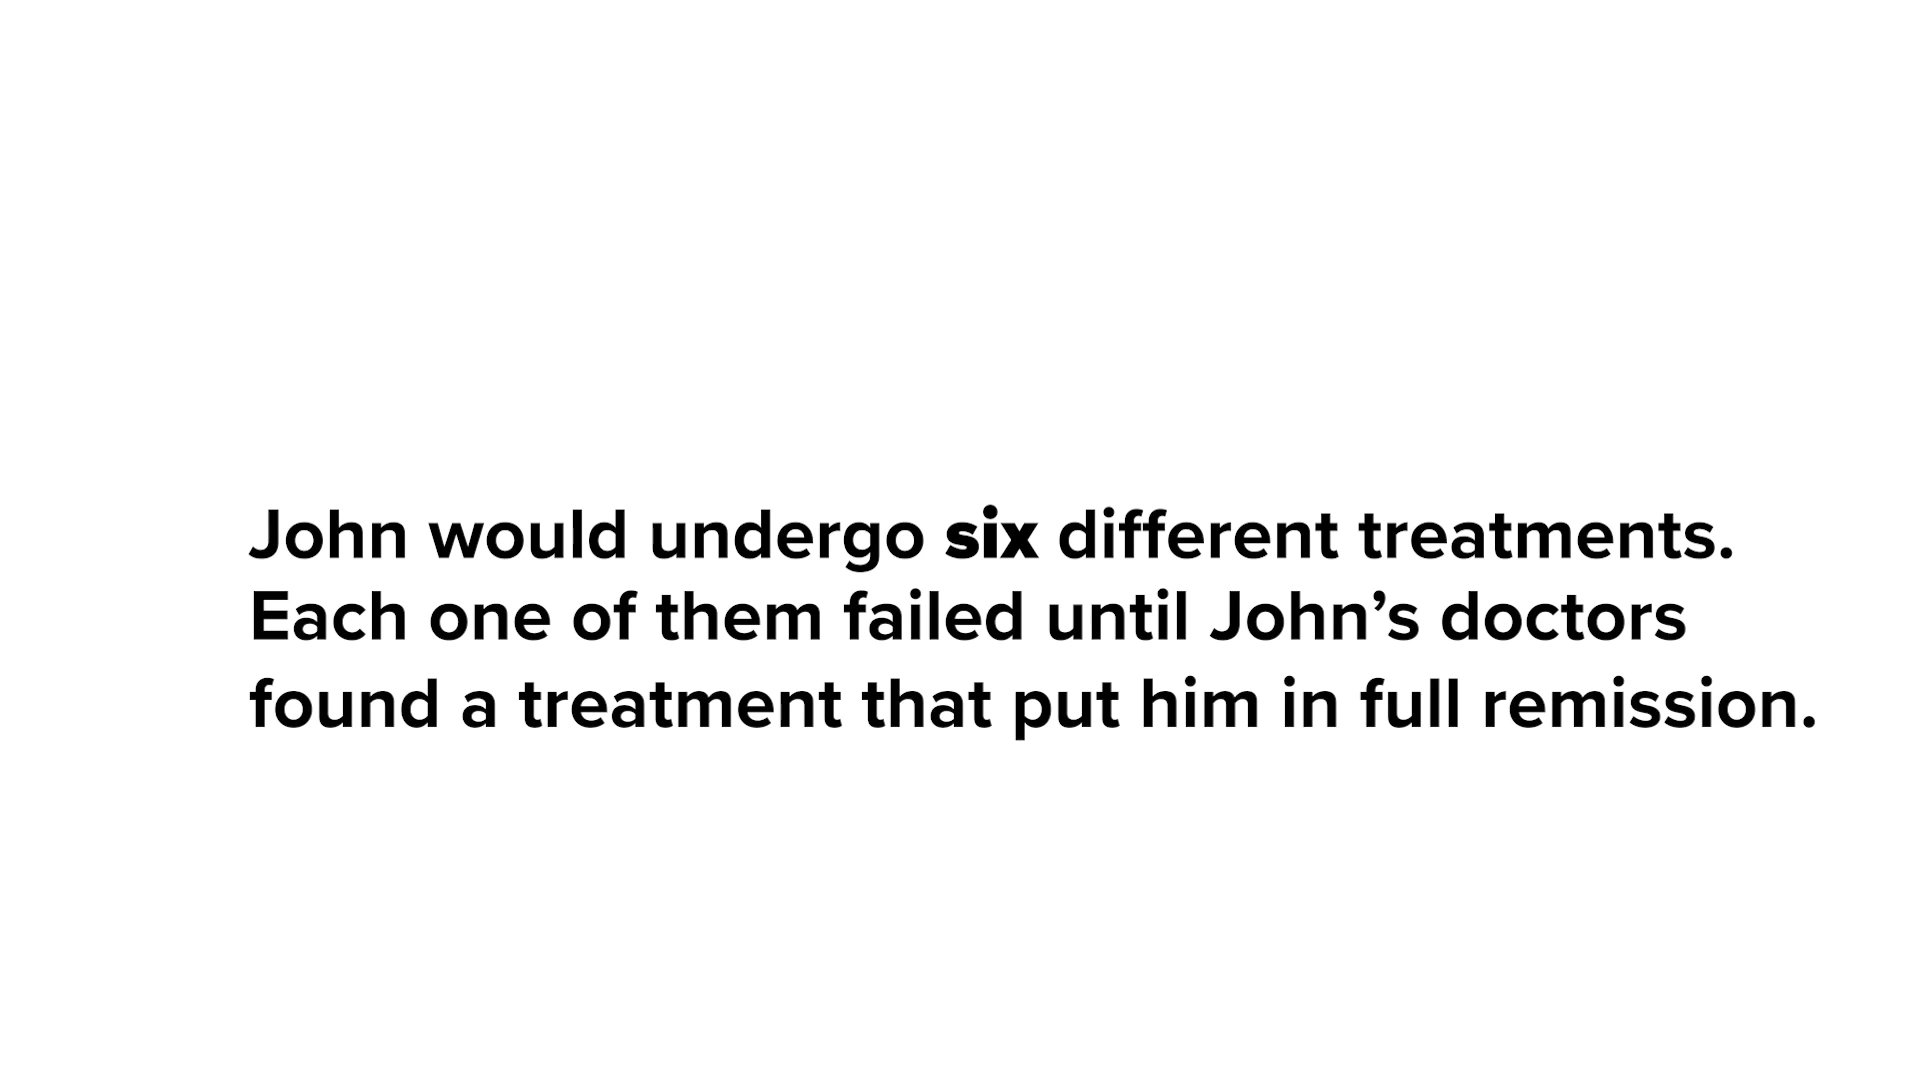 John would undergo six different treatments.
Each one of them failed until John’s doctors
found a treatment that put him in full remission.